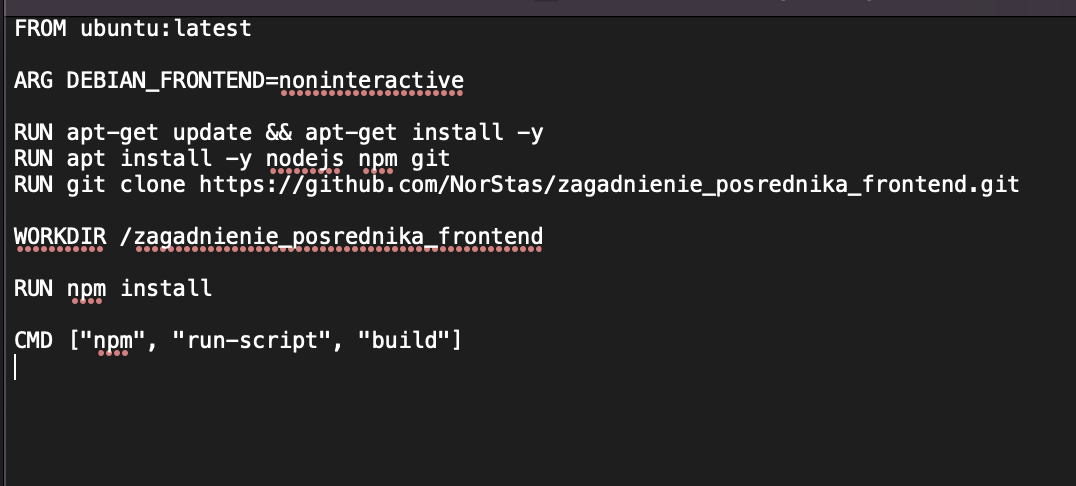 FROM ubuntu:latest
ARG DEBIAN_FRONTEND=noninteractive
RUN apt-get update && apt-get install -y
RUN apt install -y nodejs npm git
RUN git clone https://github.com/NorStas/zagadnienie_posrednika_frontend.git
WORKDIR /zagadnienie_posrednika_frontend
RUN npm install
CMD ["npm", "run-script", "build"]